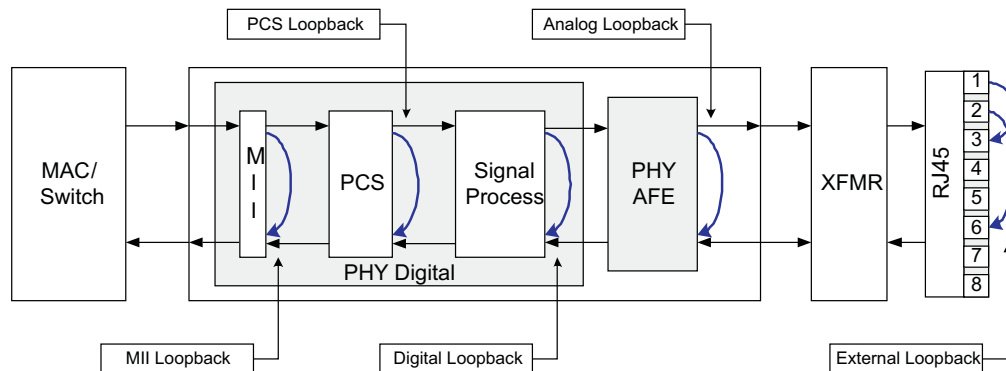 PCS Loopback
Analog Loopback
MAC/
Switch
M
I
I
PCS
Signal
Process
PHY
AFE
XFMR
RJ45
1
2
3
4
5
6
7
8
PHY Digital
MII Loopback
Digital Loopback
External Loopback